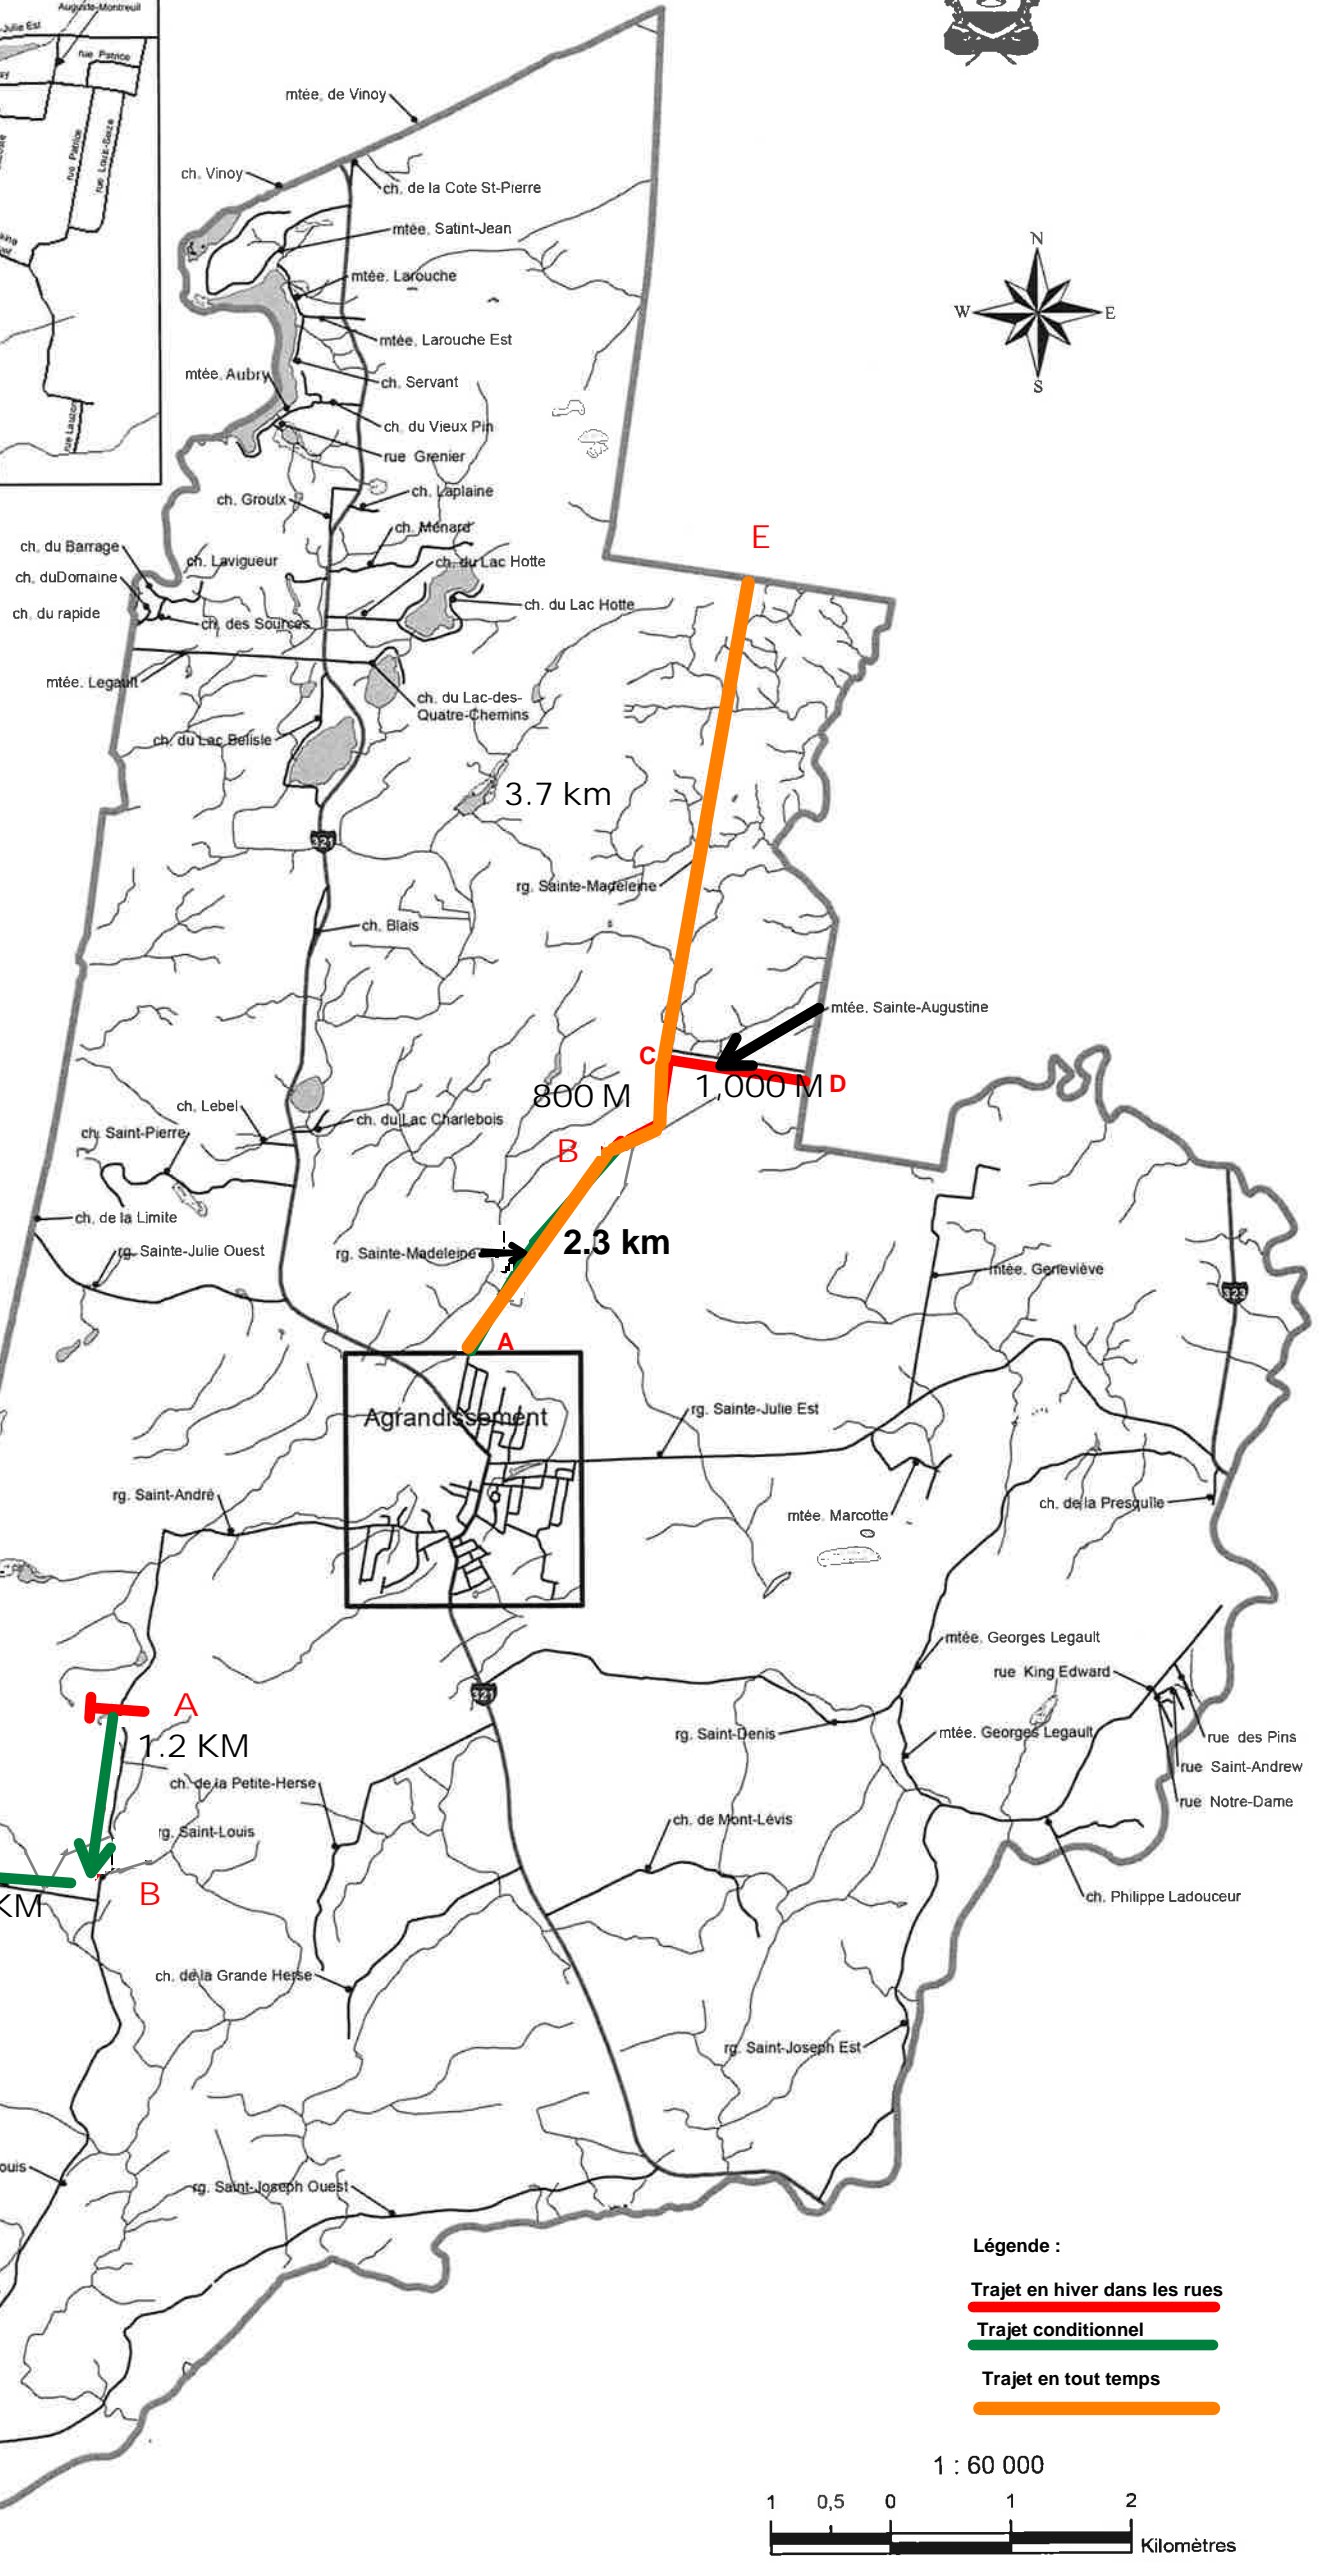 Auguste-Montreuil
-Julie Est
rue Patrice
rue Patrice
rue Louis-Seize
rue Lauzon
mtée. de Vinoy
ch. Vinoy
ch. de la Cote St-Pierre
mtée. Satint-Jean
mtée. Larouche
mtée. Larouche Est
mtée. Aubry
ch. Servant
ch. du Vieux Pin
rue Grenier
ch. Groulx
ch. Laplaine
ch. Ménard
ch. du Barrage
ch. Lavigueur
ch. du Lac Hotte
ch. duDomaine
ch. du Lac Hotte
ch. du rapide
ch. des Sources
mtée. Legault
ch. du Lac-des-
Quatre-Chemins
ch. du Lac Belisle
N
W
E
S
E
3.7 km
321
rg. Sainte-Madeleine
ch. Blais
mtée. Sainte-Augustine
C
D
1,000 M
800 M
B
ch. Lebel
ch. du Lac Charlebois
ch. Saint-Pierre
ch. de la Limite
rg. Sainte-Julie Ouest
rg. Sainte-Madeleine
2.3 km
mtée. Geneviève
323
A
Agrandissement
rg. Sainte-Julie Est
rg. Saint-André
mtée. Marcotte
ch. de la Presqu'île
mtée. Georges Legault
rue King Edward
321
A
1.2 KM
rg. Saint-Denis
mtée. Georges Legault
rue des Pins
rue Saint-Andrew
rue Notre-Dame
ch. de la Petite-Herse
rg. Saint-Louis
ch. de Mont-Lévis
B
KM
ch. Philippe Ladouceur
ch. de la Grande Herse
rg. Saint-Joseph Est
ouis
rg. Saint-Joseph Ouest
Légende :
Trajet en hiver dans les rues
Trajet conditionnel
Trajet en tout temps
1 : 60 000
1 0,5 0 1 2
Kilomètres